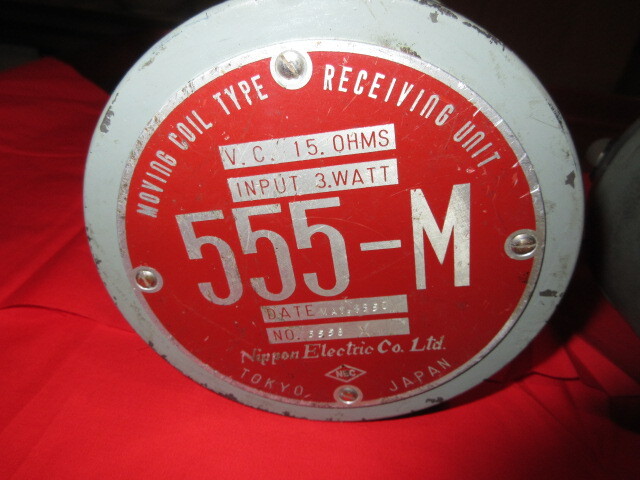 MOVING COIL TYPE RECEIVING UNIT
V.C. 15. OHMS
INPUT 3.WATT
555-M
DATE
NO.
Nippon Electric Co. Ltd.
NEC
TOKYO, JAPAN